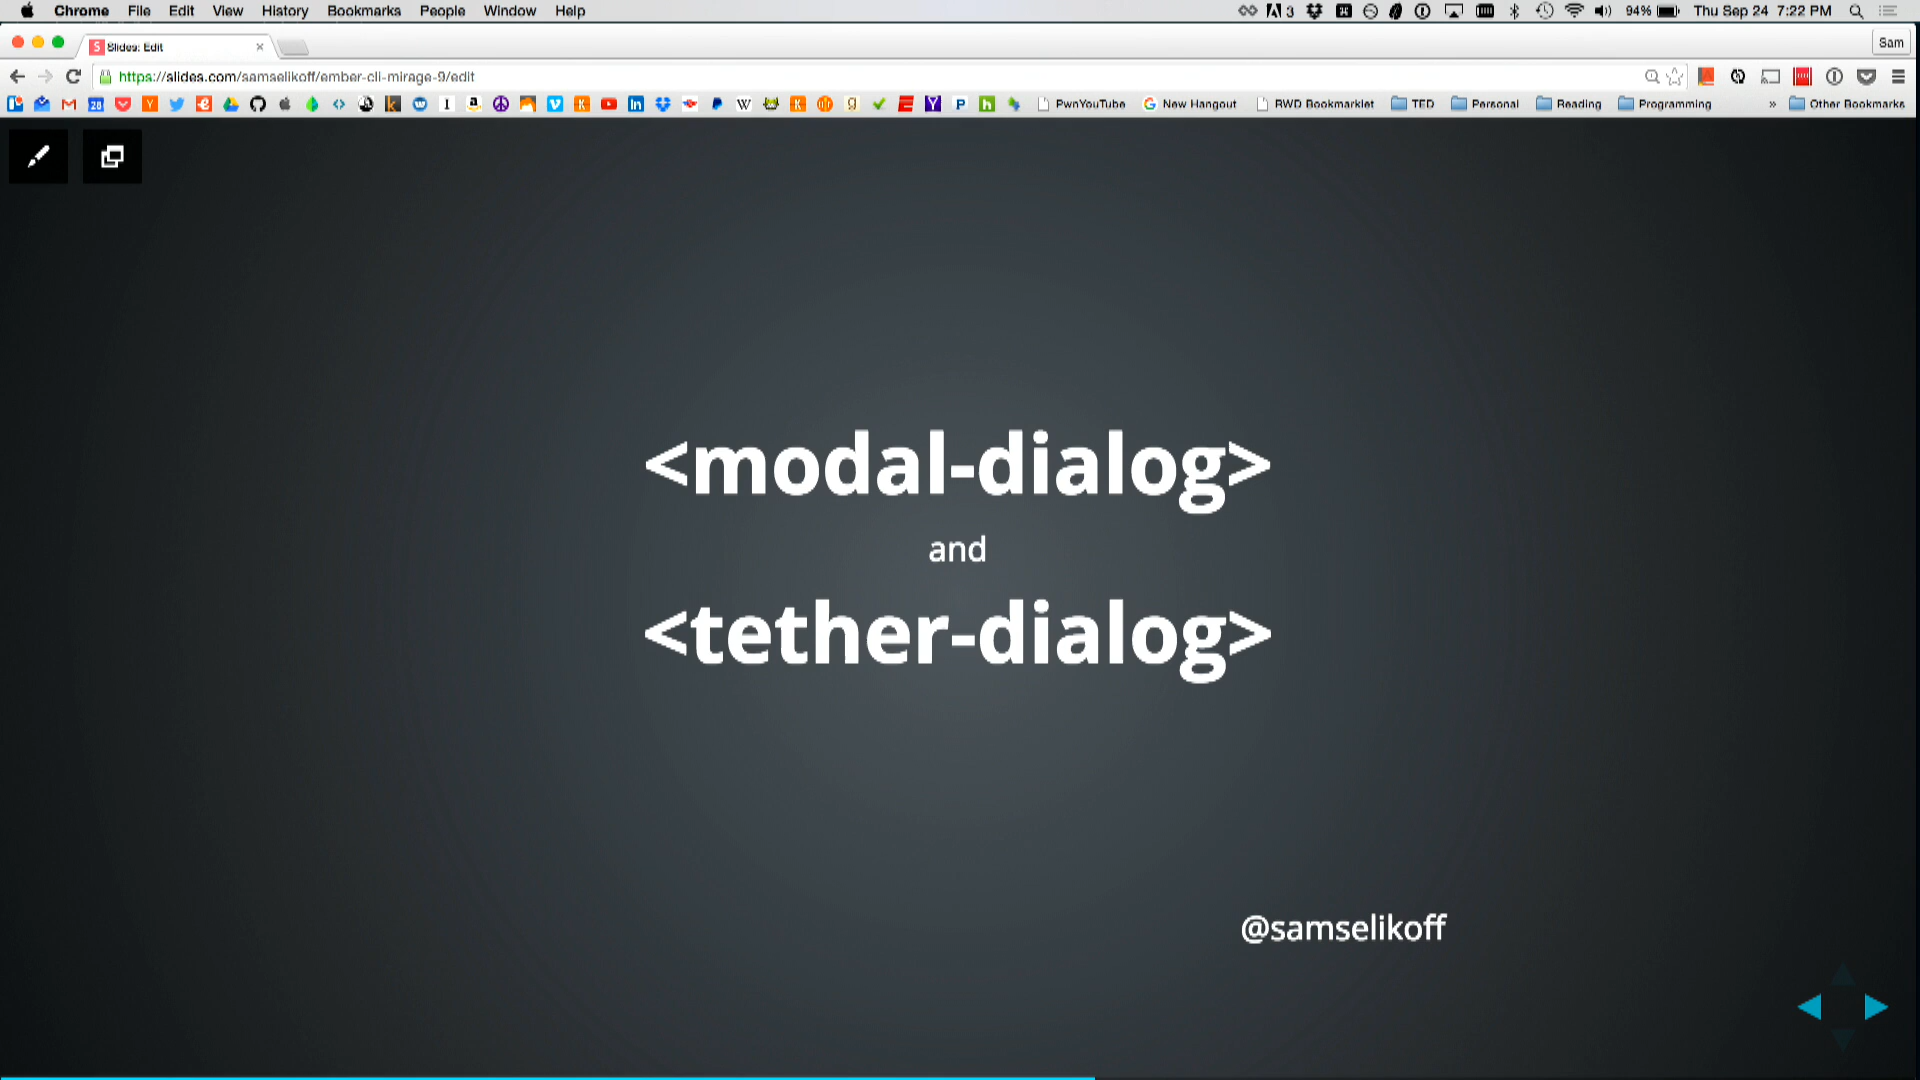 Chrome File Edit View History Bookmarks People Window Help 3 94% Thu Sep 24 7:22 PM
Slides: Edit Sam
https://slides.com/samselikoff/ember-cli-mirage-9/edit
PwnYouTube New Hangout RWD Bookmarklet TED Personal Reading Programming » Other Bookmarks
<modal-dialog>
and
<tether-dialog>
@samselikoff